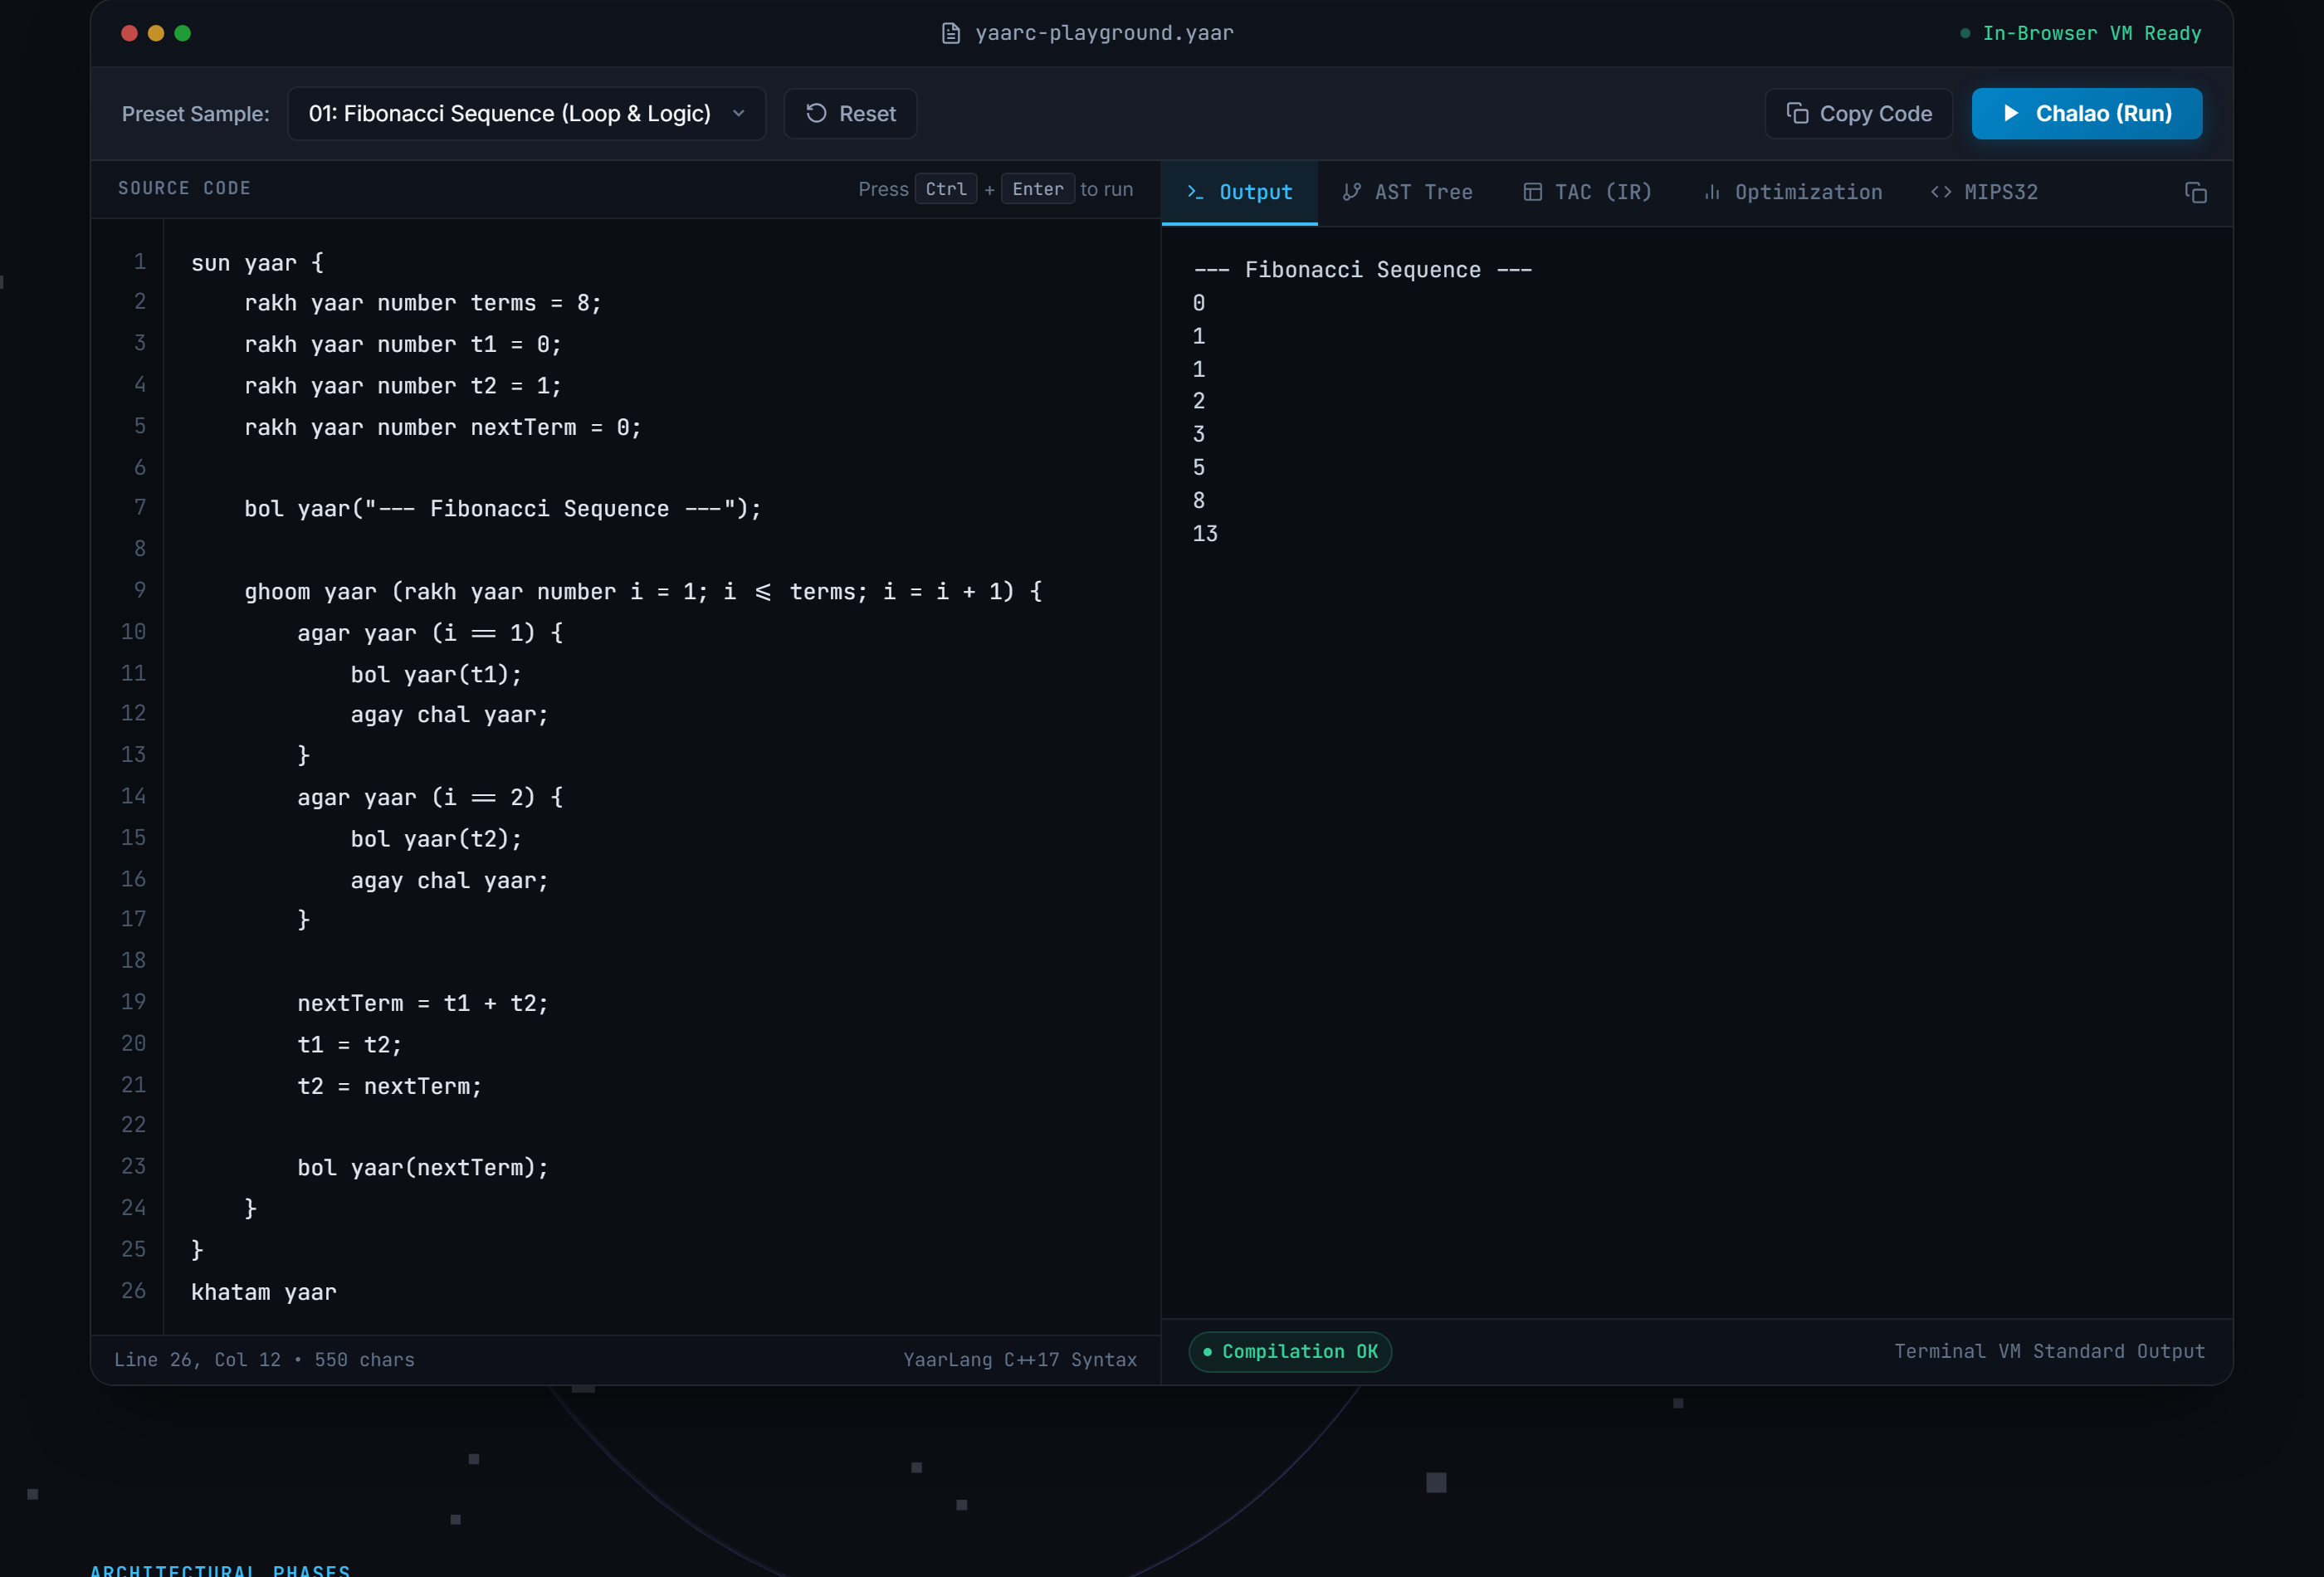 yaarc-playground.yaar
In-Browser VM Ready
Preset Sample: 01: Fibonacci Sequence (Loop & Logic) Reset Copy Code Chalao (Run)
SOURCE CODE Press Ctrl + Enter to run
1 sun yaar {
2 rakh yaar number terms = 8;
3 rakh yaar number t1 = 0;
4 rakh yaar number t2 = 1;
5 rakh yaar number nextTerm = 0;
6
7 bol yaar("--- Fibonacci Sequence ---");
8
9 ghoom yaar (rakh yaar number i = 1; i <= terms; i = i + 1) {
10 agar yaar (i == 1) {
11 bol yaar(t1);
12 agay chal yaar;
13 }
14 agar yaar (i == 2) {
15 bol yaar(t2);
16 agay chal yaar;
17 }
18
19 nextTerm = t1 + t2;
20 t1 = t2;
21 t2 = nextTerm;
22
23 bol yaar(nextTerm);
24 }
25 }
26 khatam yaar
Line 26, Col 12 • 550 chars YaarLang C++17 Syntax
Output AST Tree TAC (IR) Optimization MIPS32
--- Fibonacci Sequence ---
0
1
1
2
3
5
8
13
Compilation OK Terminal VM Standard Output
ARCHITECTURAL PHASES